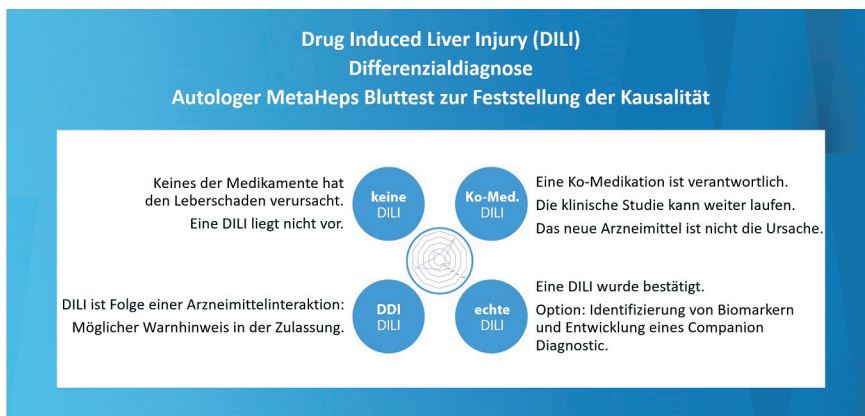 Drug Induced Liver Injury (DILI)
Differenzialdiagnose
Autologer MetaHeps Bluttest zur Feststellung der Kausalität
Keines der Medikamente hat
den Leberschaden verursacht.
Eine DILI liegt nicht vor.
keine
DILI
Ko-Med.
DILI
Eine Ko-Medikation ist verantwortlich.
Die klinische Studie kann weiter laufen.
Das neue Arzneimittel ist nicht die Ursache.
DILI ist Folge einer Arzneimittelinteraktion:
Möglicher Warnhinweis in der Zulassung.
DDI
DILI
echte
DILI
Eine DILI wurde bestätigt.
Option: Identifizierung von Biomarkern
und Entwicklung eines Companion
Diagnostic.